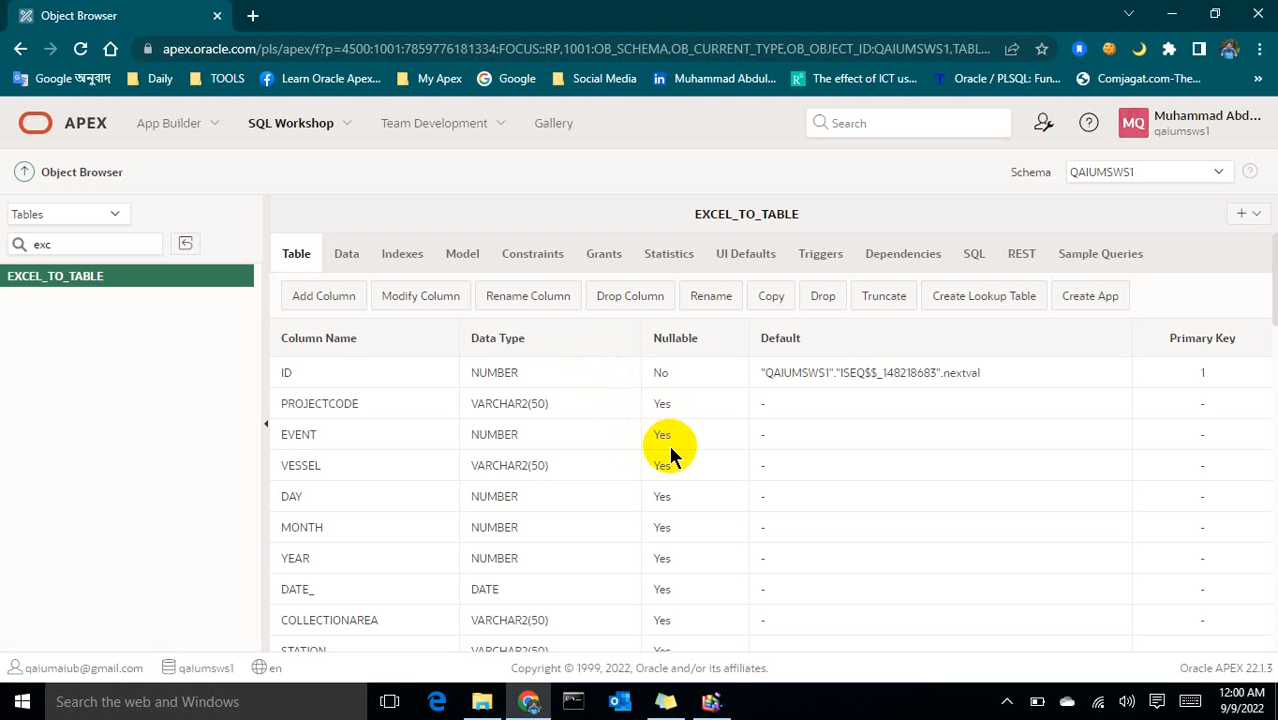 Object Browser
apex.oracle.com/pls/apex/f?p=4500:1001:7859776181334:FOCUS::RP,1001:OB_SCHEMA,OB_CURRENT_TYPE,OB_OBJECT_ID:QAIUMSWS1,TABL...
Google অনুবাদ Daily TOOLS Learn Oracle Apex... My Apex Google Social Media Muhammad Abdul... The effect of ICT us... Oracle / PLSQL: Fun... Comjagat.com-The...
APEX App Builder SQL Workshop Team Development Gallery Search MQ Muhammad Abd...
qaiumsws1
Object Browser Schema QAIUMSWS1
Tables EXCEL_TO_TABLE
exc
Table Data Indexes Model Constraints Grants Statistics UI Defaults Triggers Dependencies SQL REST Sample Queries
EXCEL_TO_TABLE
Add Column Modify Column Rename Column Drop Column Rename Copy Drop Truncate Create Lookup Table Create App
Column Name Data Type Nullable Default Primary Key
ID NUMBER No "QAIUMSWS1"."ISEQ$$_148218683".nextval 1
PROJECTCODE VARCHAR2(50) Yes - -
EVENT NUMBER Yes - -
VESSEL VARCHAR2(50) Yes - -
DAY NUMBER Yes - -
MONTH NUMBER Yes - -
YEAR NUMBER Yes - -
DATE_ DATE Yes - -
COLLECTIONAREA VARCHAR2(50) Yes - -
STATION VARCHAR2(50) Yes - -
qaiumaiub@gmail.com qaiumsws1 en Copyright © 1999, 2022, Oracle and/or its affiliates. Oracle APEX 22.1.3
Search the web and Windows
12:00 AM
9/9/2022